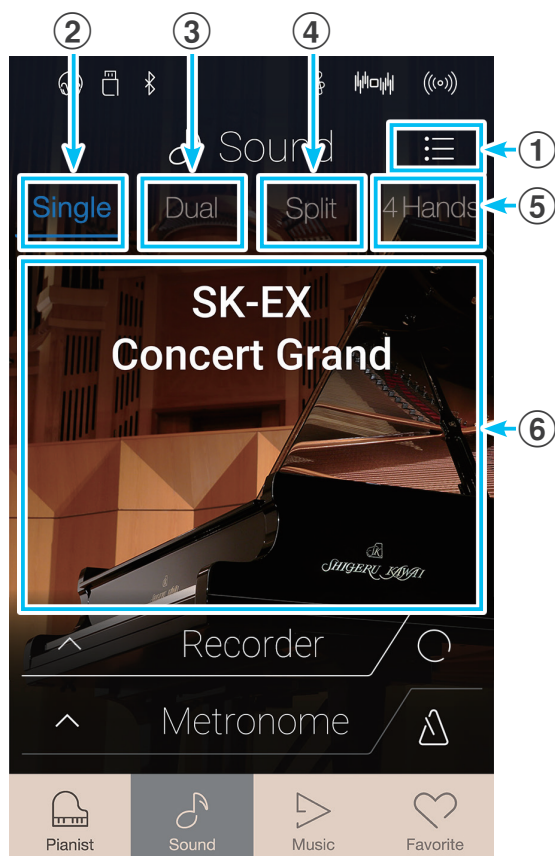 ② ③ ④
Sound
①
Single Dual Split 4 Hands
⑤
SK-EX
Concert Grand
⑥
SK
SHIGERU KAWAI
Recorder
Metronome
Pianist Sound Music Favorite